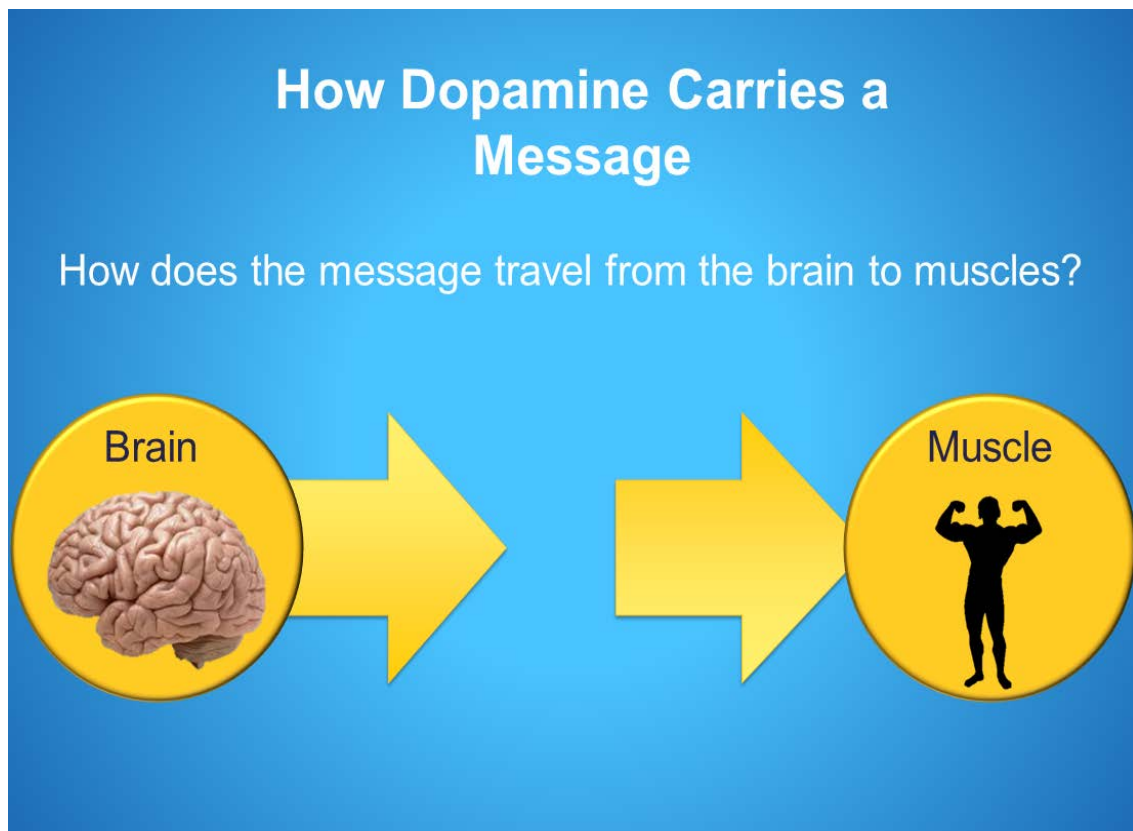 How Dopamine Carries a
Message
How does the message travel from the brain to muscles?
Brain
Muscle